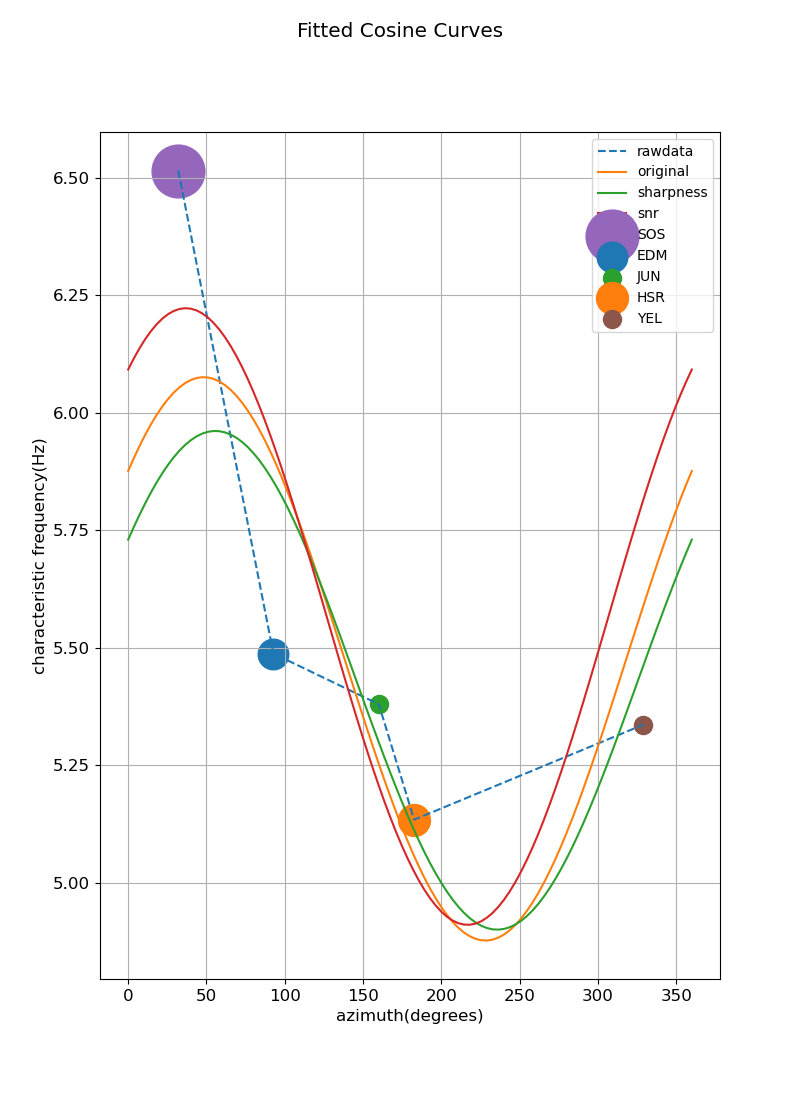 Fitted Cosine Curves
rawdata
original
sharpness
snr
SOS
EDM
JUN
HSR
YEL
characteristic frequency(Hz)
6.50
6.25
6.00
5.75
5.50
5.25
5.00
0 50 100 150 200 250 300 350
azimuth(degrees)